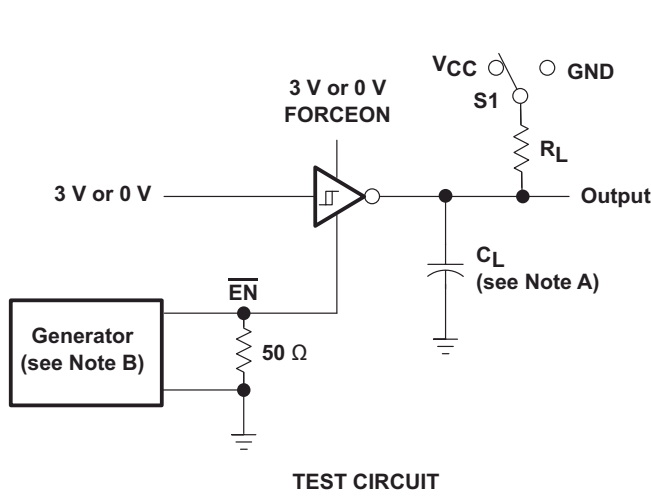 VCC
GND
S1
3 V or 0 V
FORCEON
RL
3 V or 0 V
Output
CL
(see Note A)
EN
Generator
(see Note B)
50 Ω
TEST CIRCUIT